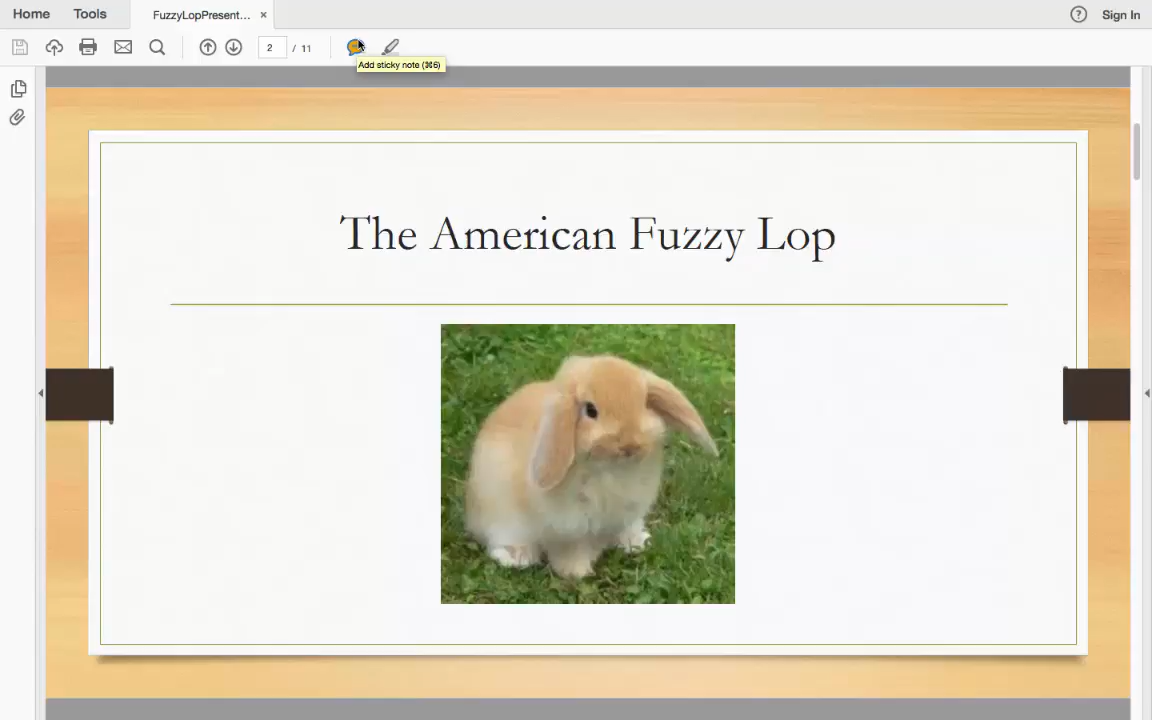 Home Tools FuzzyLopPresent... × ? Sign In
2 / 11
Add sticky note (⌘6)
The American Fuzzy Lop